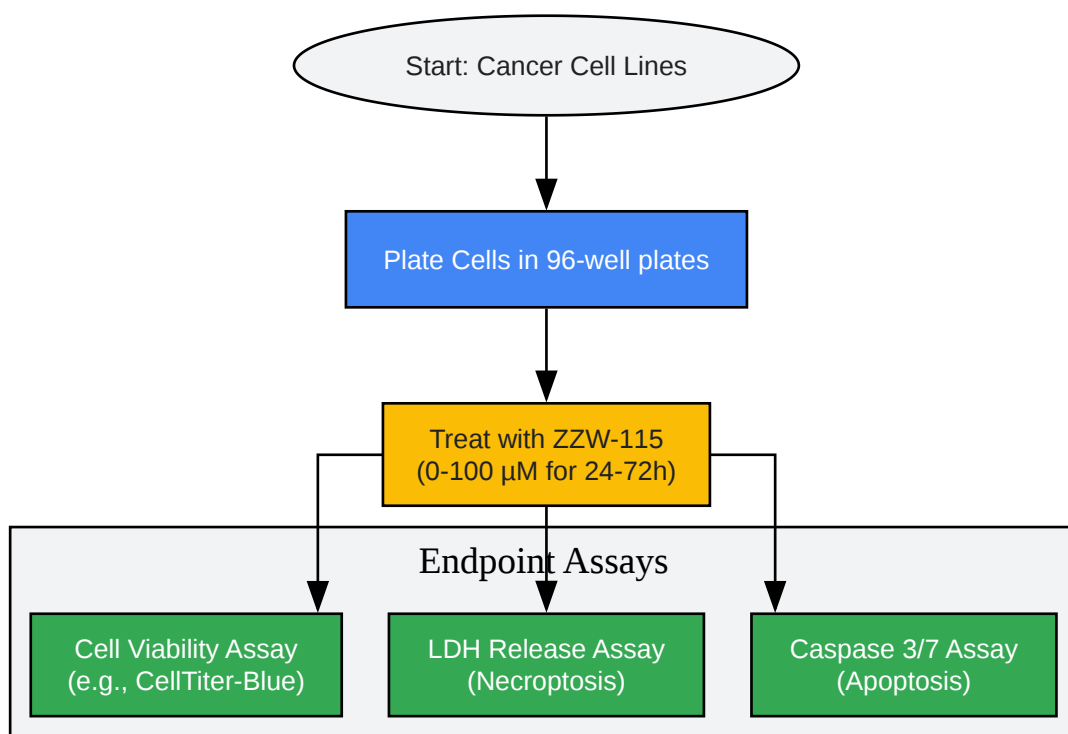 Start: Cancer Cell Lines
Plate Cells in 96-well plates
Treat with ZZW-115
(0-100 µM for 24-72h)
Endpoint Assays
Cell Viability Assay
(e.g., CellTiter-Blue)
LDH Release Assay
(Necroptosis)
Caspase 3/7 Assay
(Apoptosis)